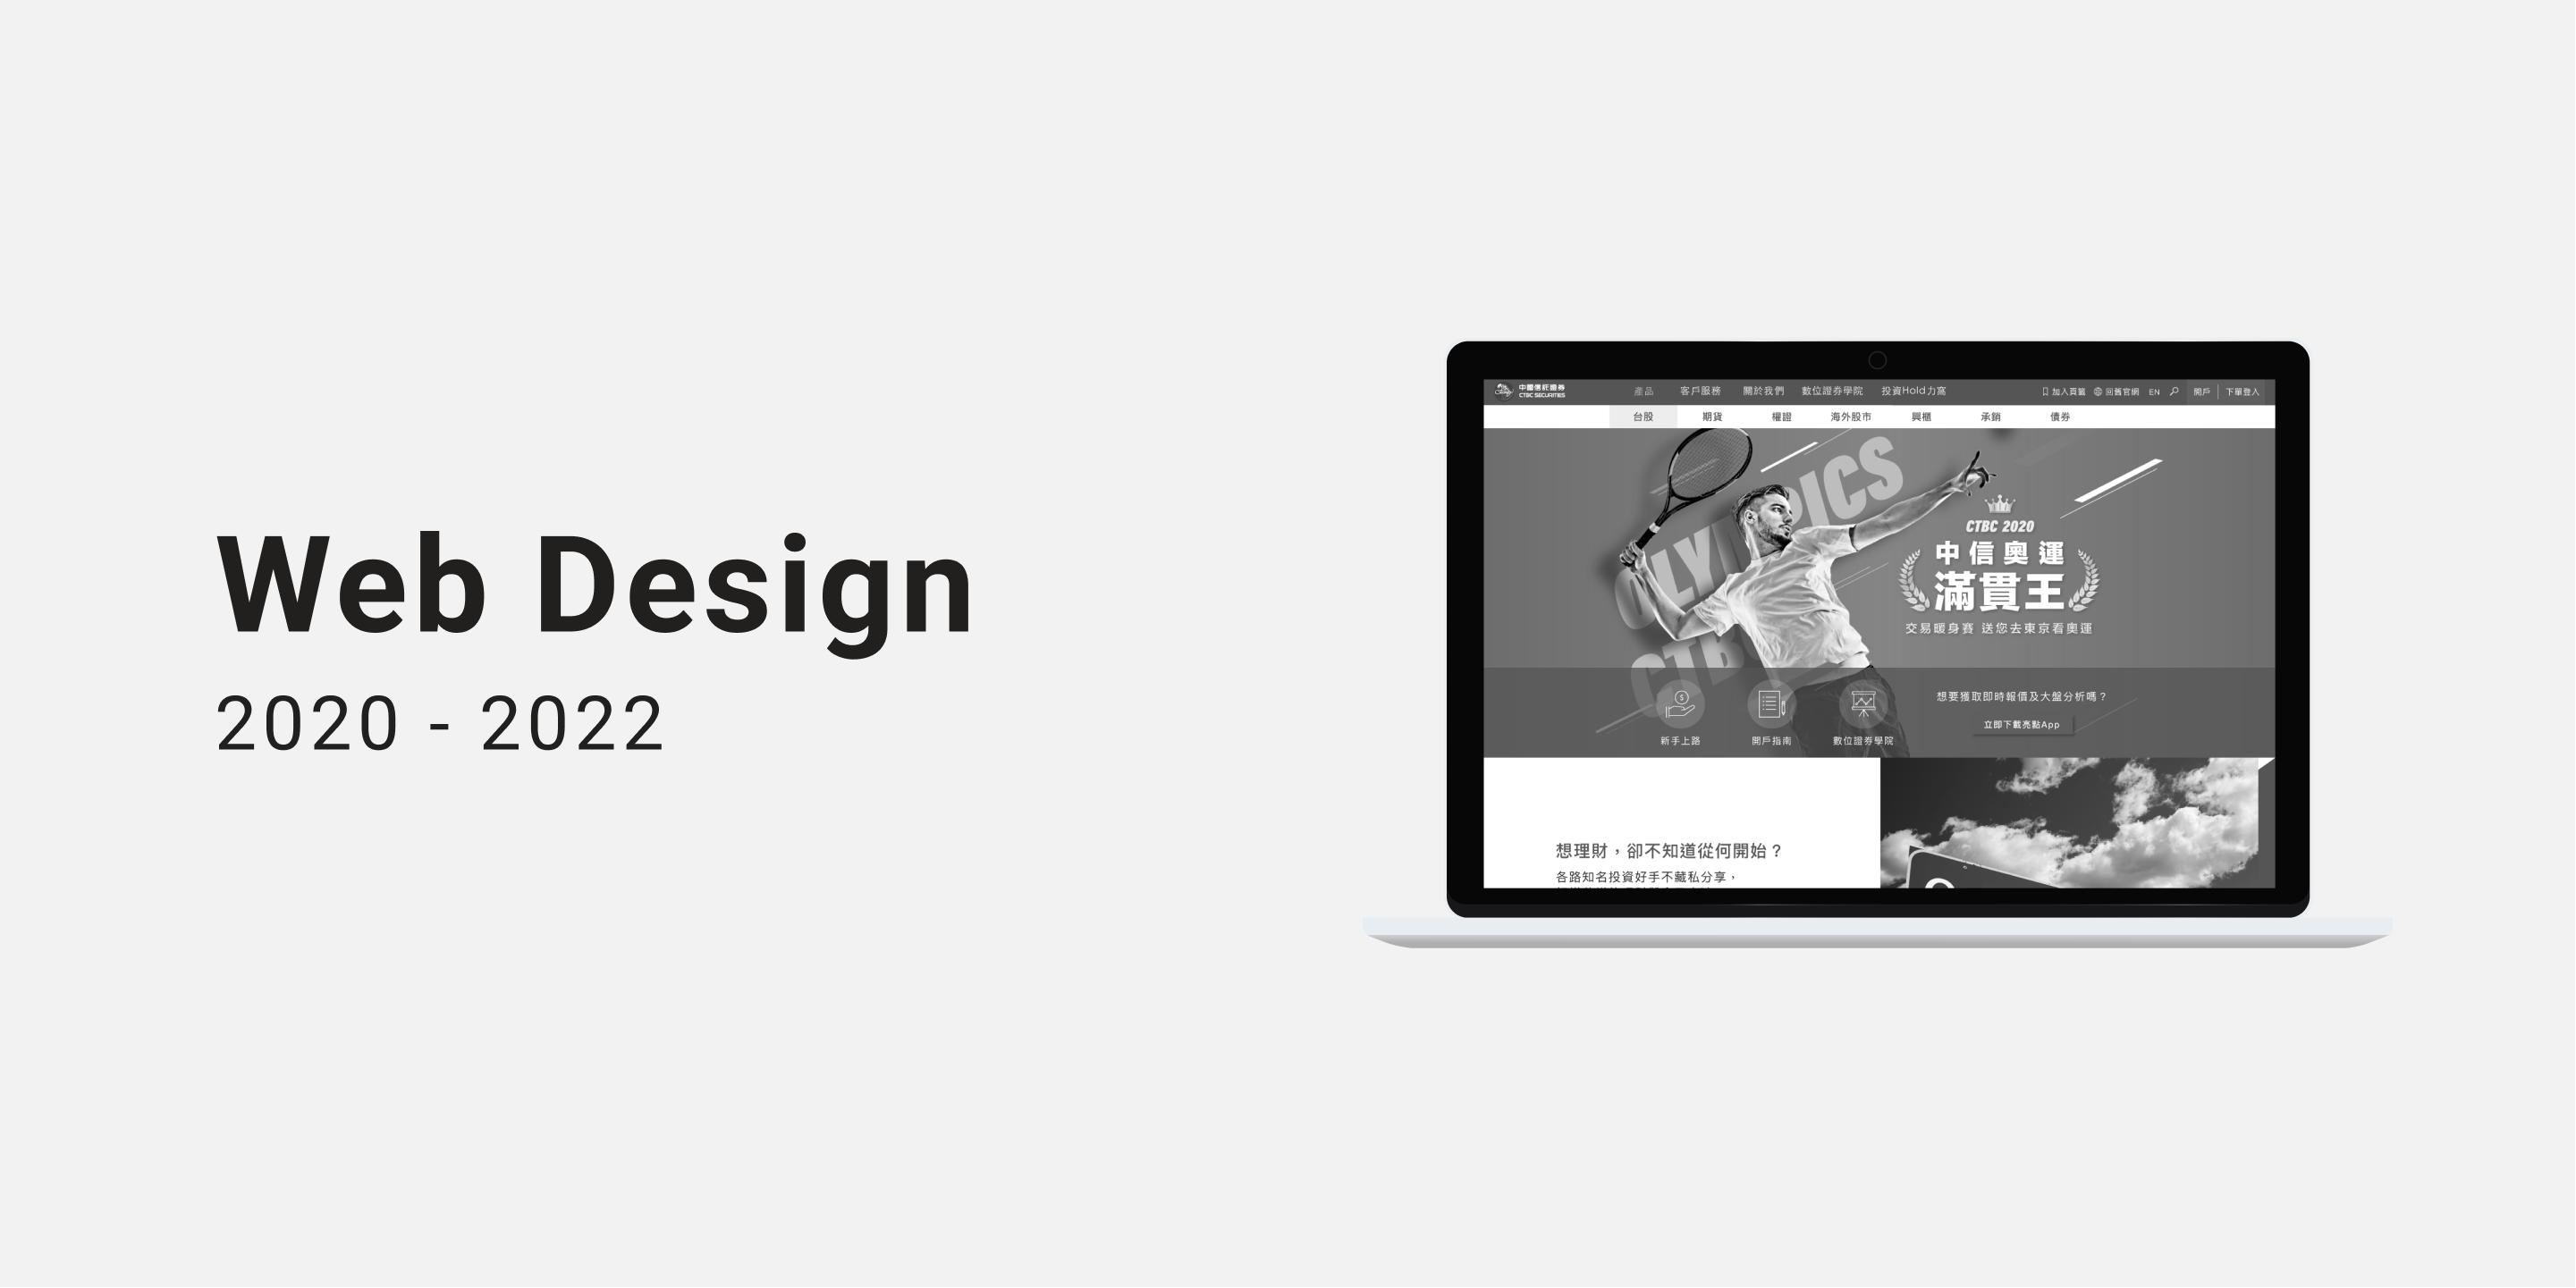 Web Design
2020 - 2022
中國信託證券
CTBC SECURITIES
產品 客戶服務 關於我們 數位證券學院 投資Hold力窩
加入頁籤 回舊官網 EN 開戶 下單登入
台股 期貨 權證 海外股市 興櫃 承銷 債券
CTBC 2020
中信奧運
滿貫王
交易暖身賽 送您去東京看奧運
想要獲取即時報價及大盤分析嗎？
立即下載亮點App
新手上路 開戶指南 數位證券學院
想理財，卻不知道從何開始？
各路知名投資好手不藏私分享，